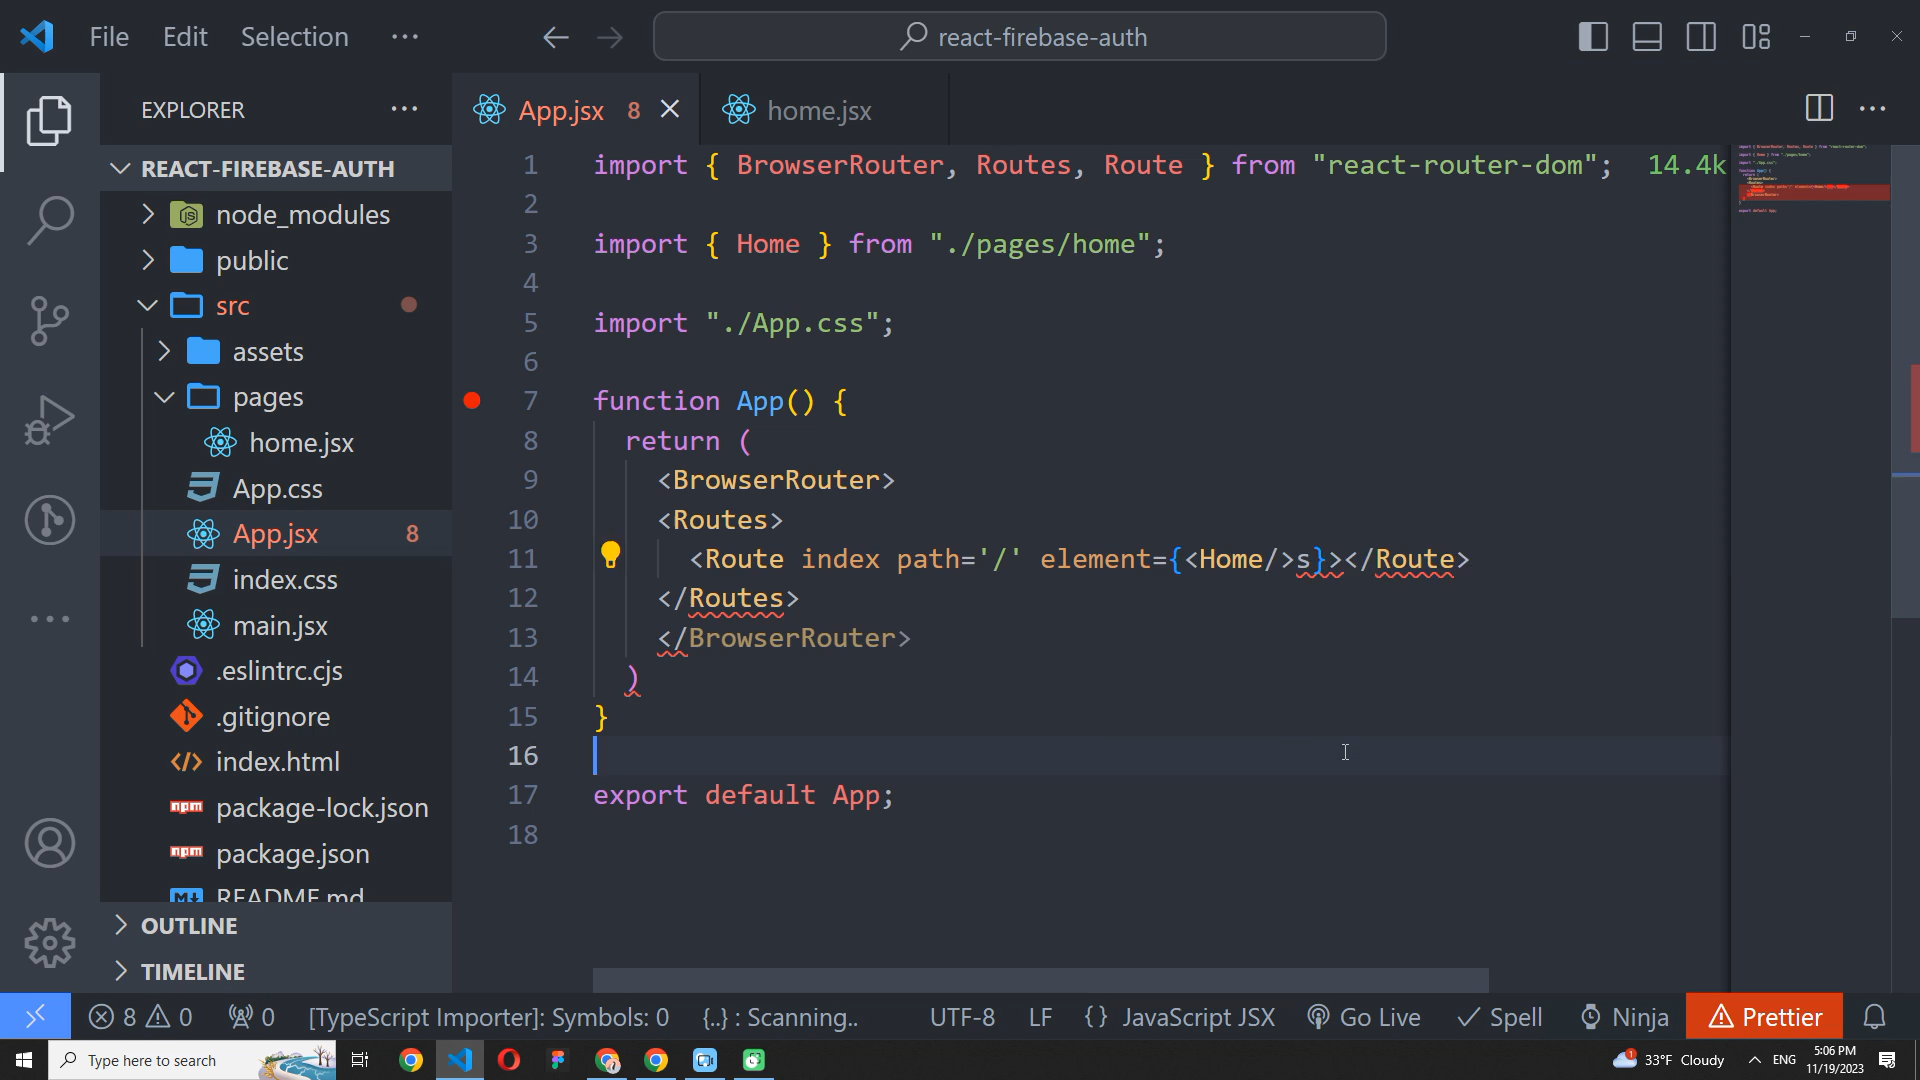 File Edit Selection ··· react-firebase-auth
EXPLORER ···
App.jsx 8
home.jsx
REACT-FIREBASE-AUTH
node_modules
public
src
assets
pages
home.jsx
App.css
App.jsx 8
index.css
main.jsx
.eslintrc.cjs
.gitignore
index.html
package-lock.json
package.json
README.md
OUTLINE
TIMELINE
1 import { BrowserRouter, Routes, Route } from "react-router-dom"; 14.4k
2
3 import { Home } from "./pages/home";
4
5 import "./App.css";
6
7 function App() {
8 return (
9 <BrowserRouter>
10 <Routes>
11 <Route index path='/' element={<Home/>s}></Route>
12 </Routes>
13 </BrowserRouter>
14 )
15 }
16
17 export default App;
18
8 0 0 [TypeScript Importer]: Symbols: 0 {..} : Scanning.. UTF-8 LF {} JavaScript JSX Go Live Spell Ninja Prettier
Type here to search
1 33°F Cloudy ENG 5:06 PM
11/19/2023